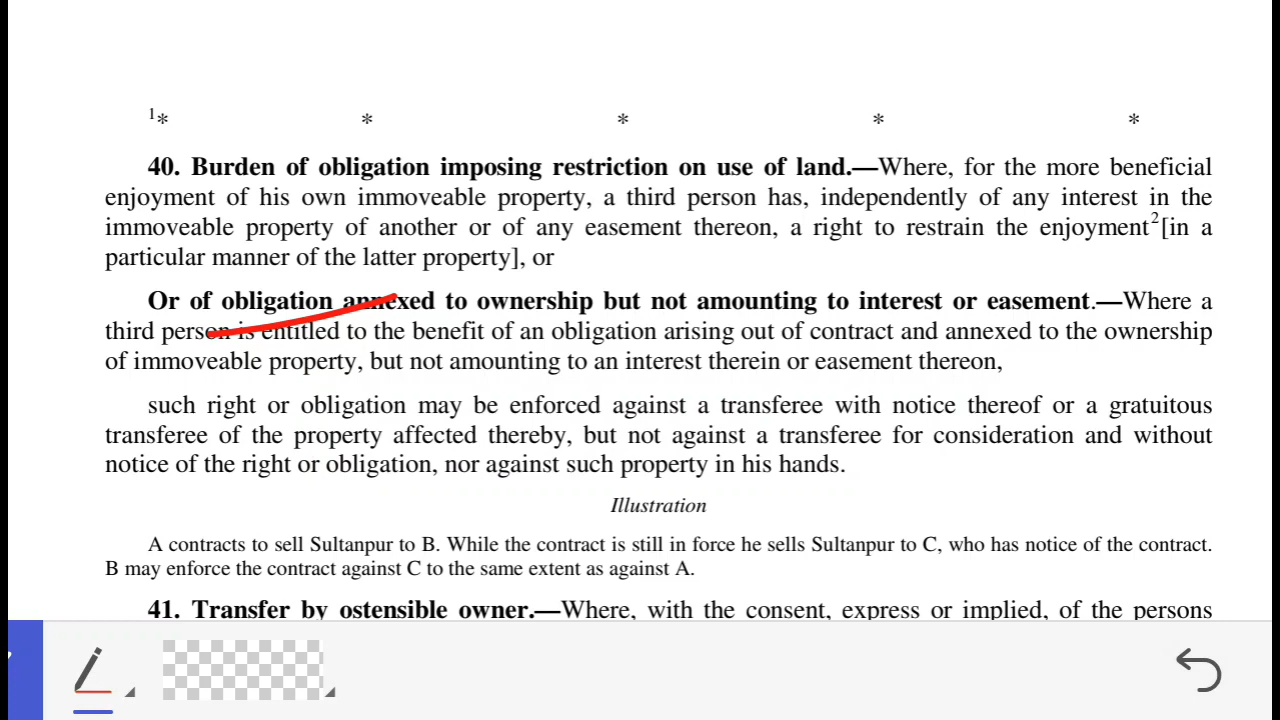 1* * * * *
40. Burden of obligation imposing restriction on use of land.—Where, for the more beneficial
enjoyment of his own immoveable property, a third person has, independently of any interest in the
immoveable property of another or of any easement thereon, a right to restrain the enjoyment2[in a
particular manner of the latter property], or
Or of obligation annexed to ownership but not amounting to interest or easement.—Where a
third person is entitled to the benefit of an obligation arising out of contract and annexed to the ownership
of immoveable property, but not amounting to an interest therein or easement thereon,
such right or obligation may be enforced against a transferee with notice thereof or a gratuitous
transferee of the property affected thereby, but not against a transferee for consideration and without
notice of the right or obligation, nor against such property in his hands.
Illustration
A contracts to sell Sultanpur to B. While the contract is still in force he sells Sultanpur to C, who has notice of the contract.
B may enforce the contract against C to the same extent as against A.
41. Transfer by ostensible owner.—Where, with the consent, express or implied, of the persons